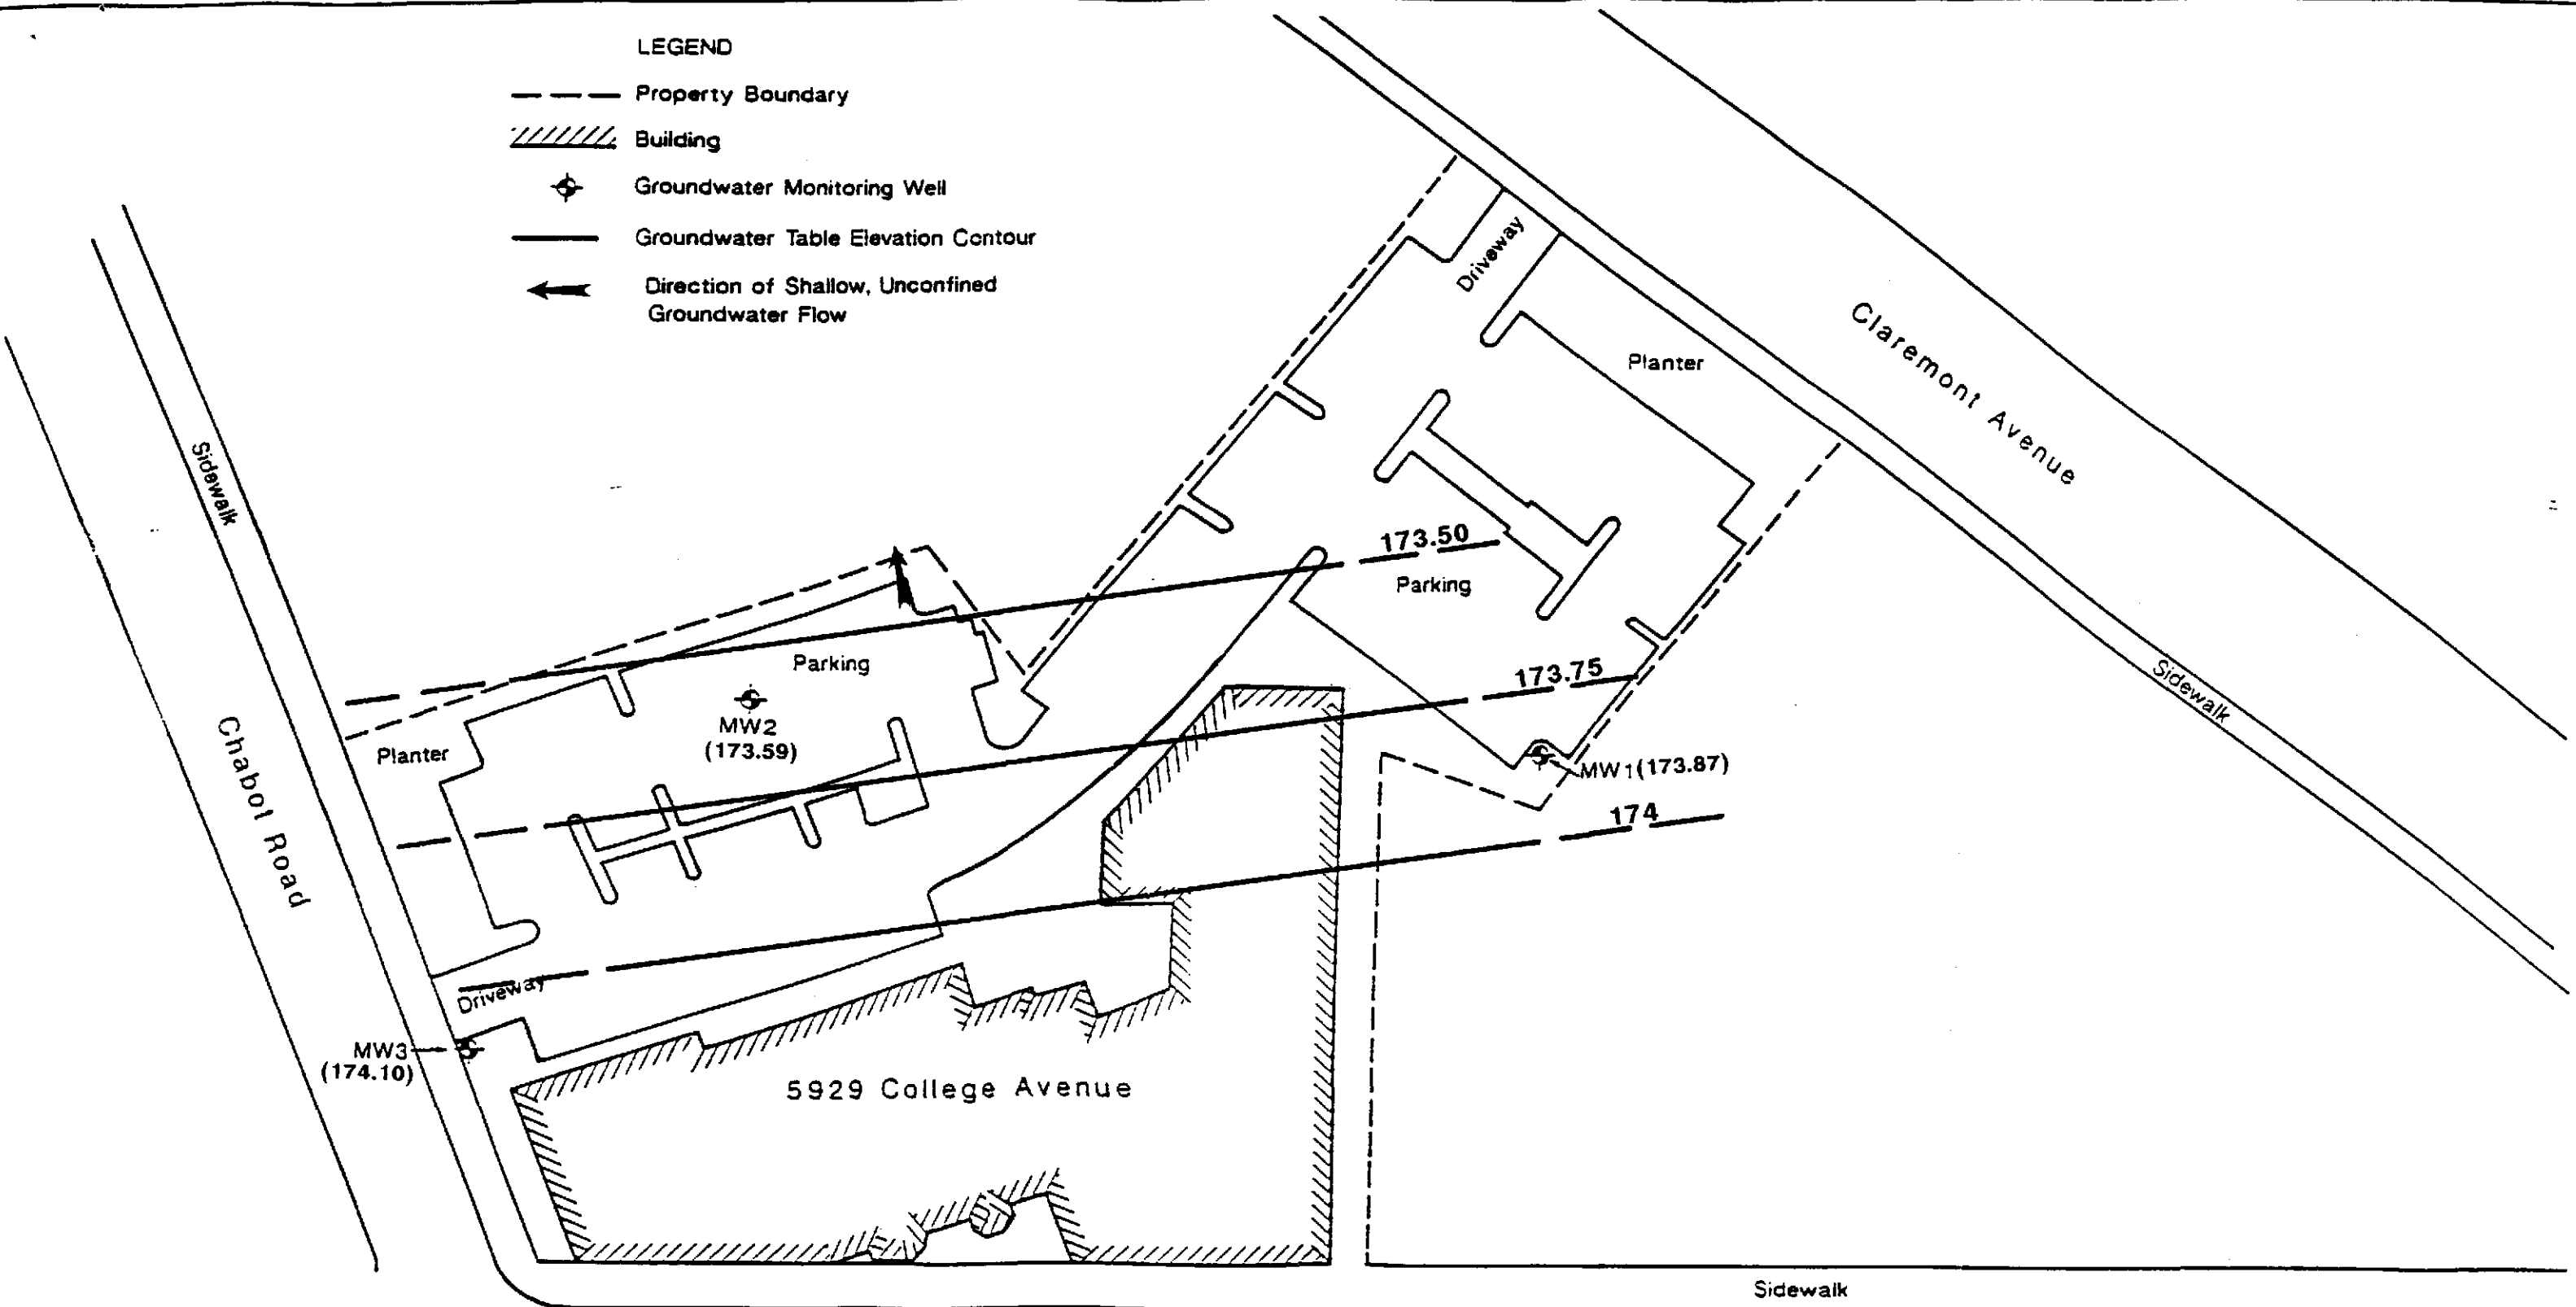 LEGEND
Property Boundary
Building
Groundwater Monitoring Well
Groundwater Table Elevation Contour
Direction of Shallow, Unconfined
Groundwater Flow
Driveway
Planter
Claremont Avenue
Sidewalk
173.50
Parking
Parking
173.75
Sidewalk
MW2
(173.59)
Planter
MW1(173.87)
174
Chabot Road
Driveway
MW3
(174.10)
5929 College Avenue
Sidewalk